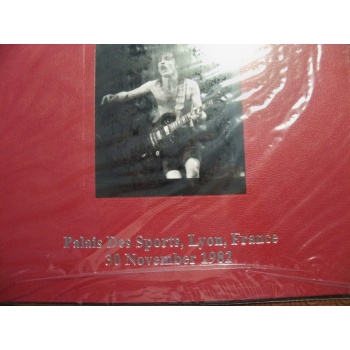 Palais Des Sports, Lyon, France
30 November 1982